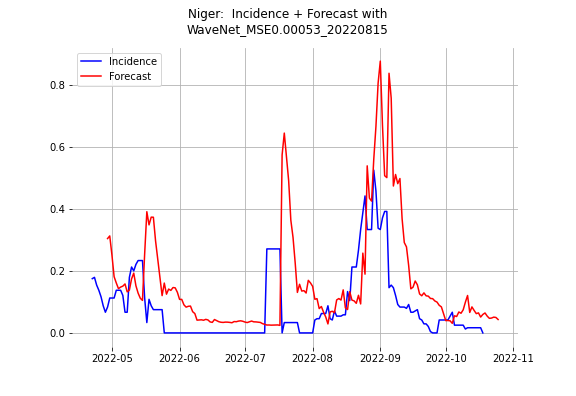 Niger:  Incidence + Forecast with
WaveNet_MSE0.00053_20220815
Incidence
Forecast
0.8
0.6
0.4
0.2
0.0
2022-05 2022-06 2022-07 2022-08 2022-09 2022-10 2022-11